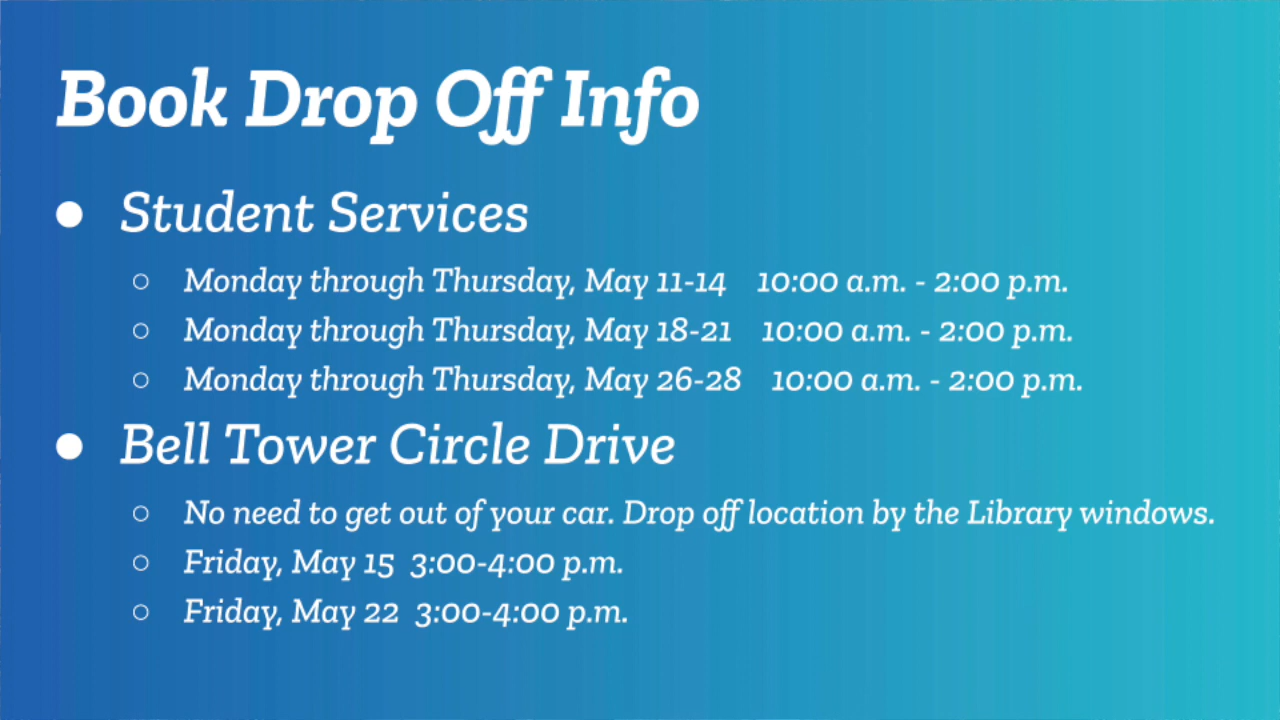 Book Drop Off Info
● Student Services
○ Monday through Thursday, May 11-14 10:00 a.m. - 2:00 p.m.
○ Monday through Thursday, May 18-21 10:00 a.m. - 2:00 p.m.
○ Monday through Thursday, May 26-28 10:00 a.m. - 2:00 p.m.
● Bell Tower Circle Drive
○ No need to get out of your car. Drop off location by the Library windows.
○ Friday, May 15 3:00-4:00 p.m.
○ Friday, May 22 3:00-4:00 p.m.